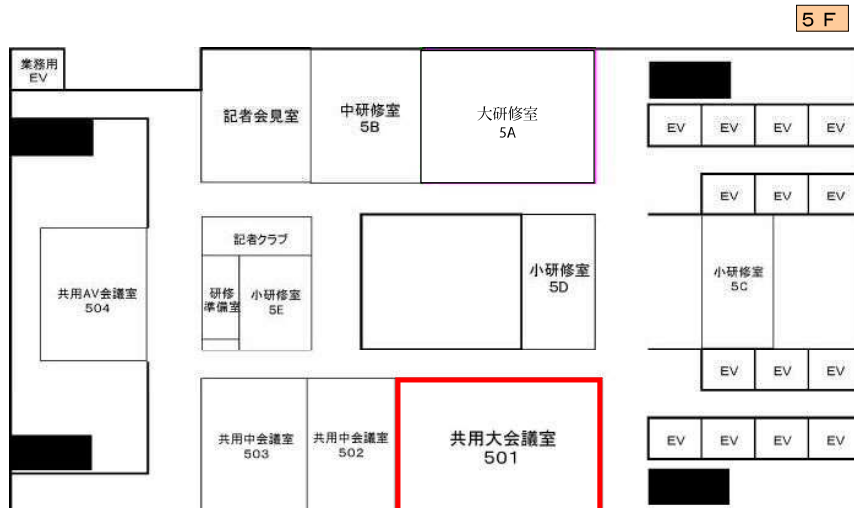 5 F
業務用
EV
記者会見室
中研修室
5B
大研修室
5A
EV
EV
EV
EV
EV
EV
EV
記者クラブ
研修
準備室
小研修室
5E
小研修室
5D
小研修室
5C
共用AV会議室
504
EV
EV
EV
共用中会議室
503
共用中会議室
502
共用大会議室
501
EV
EV
EV
EV